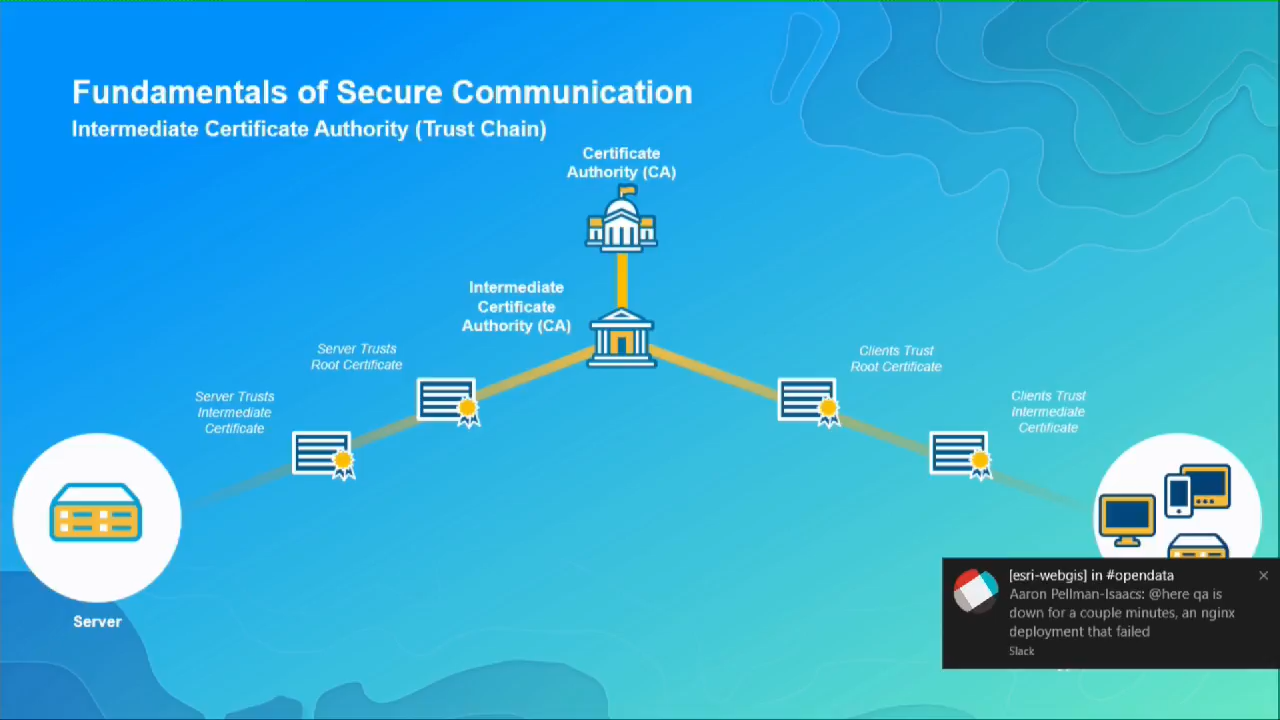 Fundamentals of Secure Communication
Intermediate Certificate Authority (Trust Chain)
Certificate
Authority (CA)
Intermediate
Certificate
Authority (CA)
Server Trusts
Root Certificate
Server Trusts
Intermediate
Certificate
Clients Trust
Root Certificate
Clients Trust
Intermediate
Certificate
Server
[esri-webgis] in #opendata
Aaron Pellman-Isaacs: @here qa is
down for a couple minutes, an nginx
deployment that failed
Slack